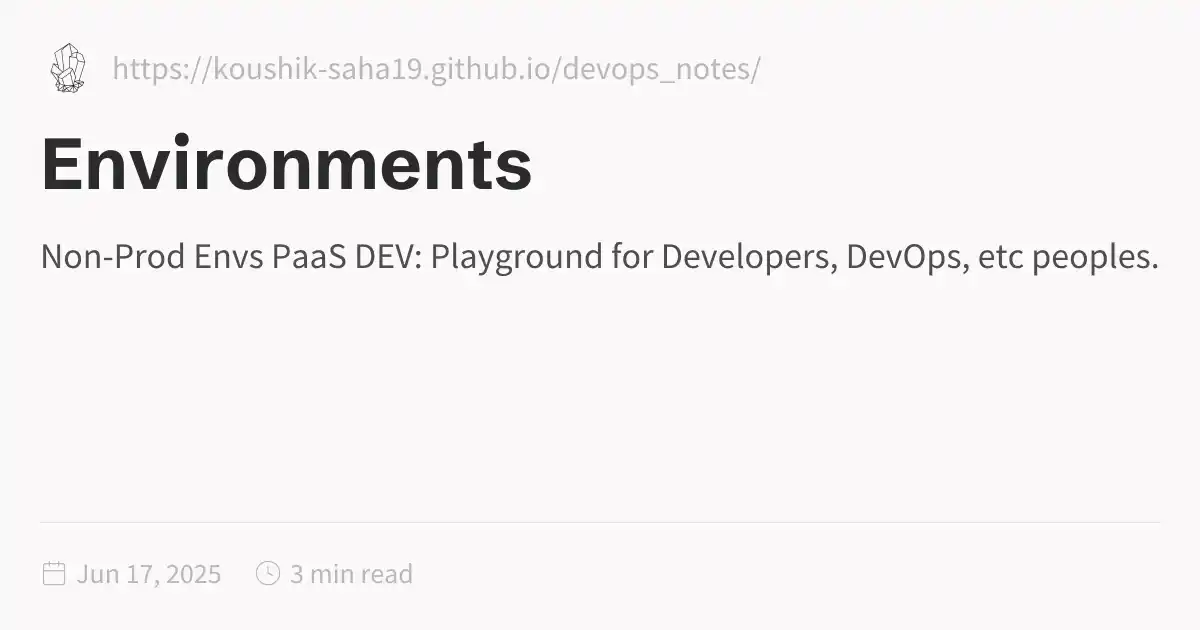 https://koushik-saha19.github.io/devops_notes/
Environments
Non-Prod Envs PaaS DEV: Playground for Developers, DevOps, etc peoples.
Jun 17, 2025 3 min read